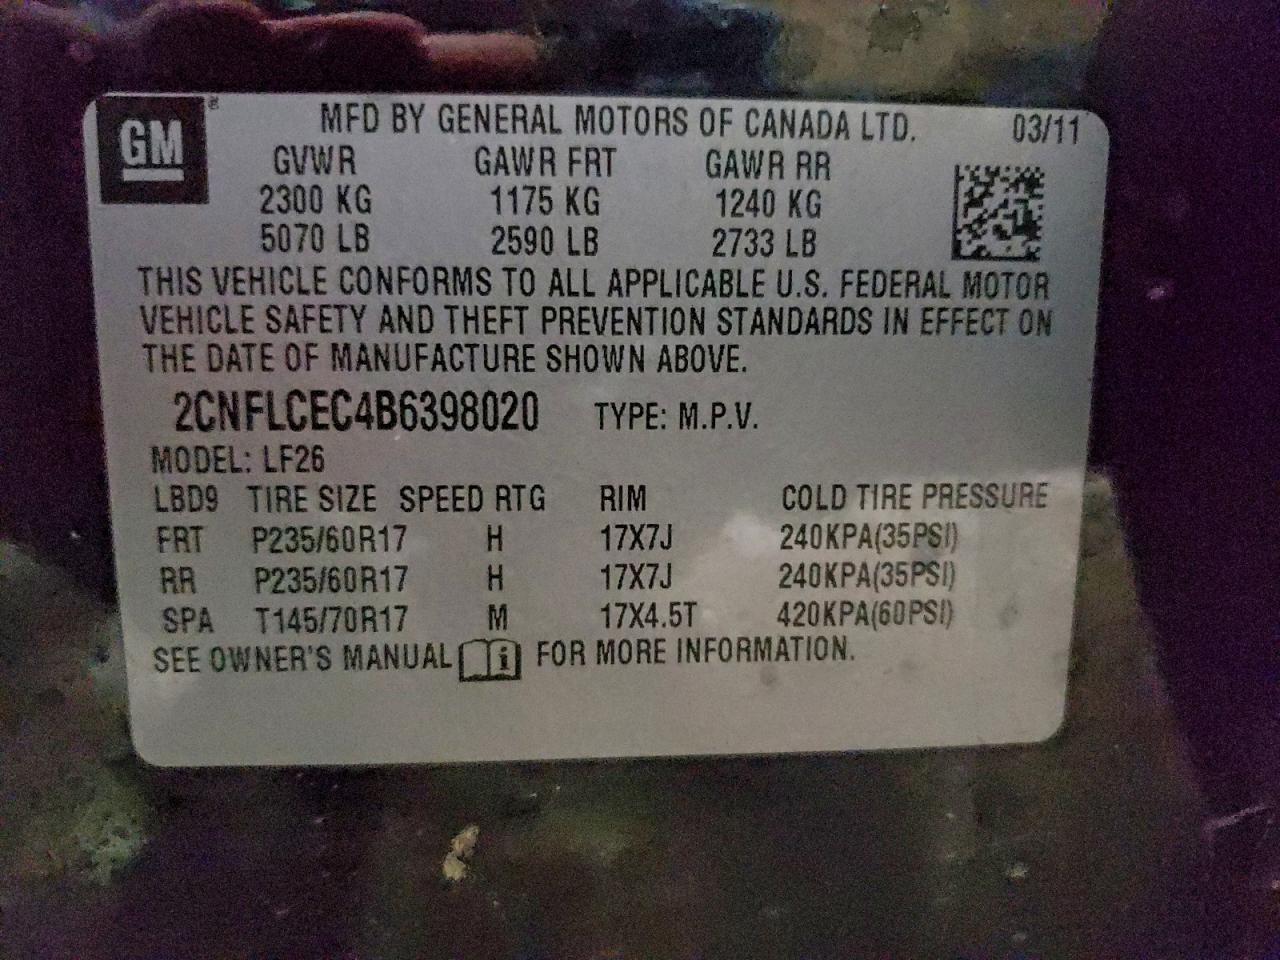 GM ®
MFD BY GENERAL MOTORS OF CANADA LTD. 03/11
GVWR GAWR FRT GAWR RR
2300 KG 1175 KG 1240 KG
5070 LB 2590 LB 2733 LB
THIS VEHICLE CONFORMS TO ALL APPLICABLE U.S. FEDERAL MOTOR
VEHICLE SAFETY AND THEFT PREVENTION STANDARDS IN EFFECT ON
THE DATE OF MANUFACTURE SHOWN ABOVE.
2CNFLCEC4B6398020 TYPE: M.P.V.
MODEL: LF26
LBD9 TIRE SIZE SPEED RTG RIM COLD TIRE PRESSURE
FRT P235/60R17 H 17X7J 240KPA(35PSI)
RR P235/60R17 H 17X7J 240KPA(35PSI)
SPA T145/70R17 M 17X4.5T 420KPA(60PSI)
SEE OWNER'S MANUAL i FOR MORE INFORMATION.